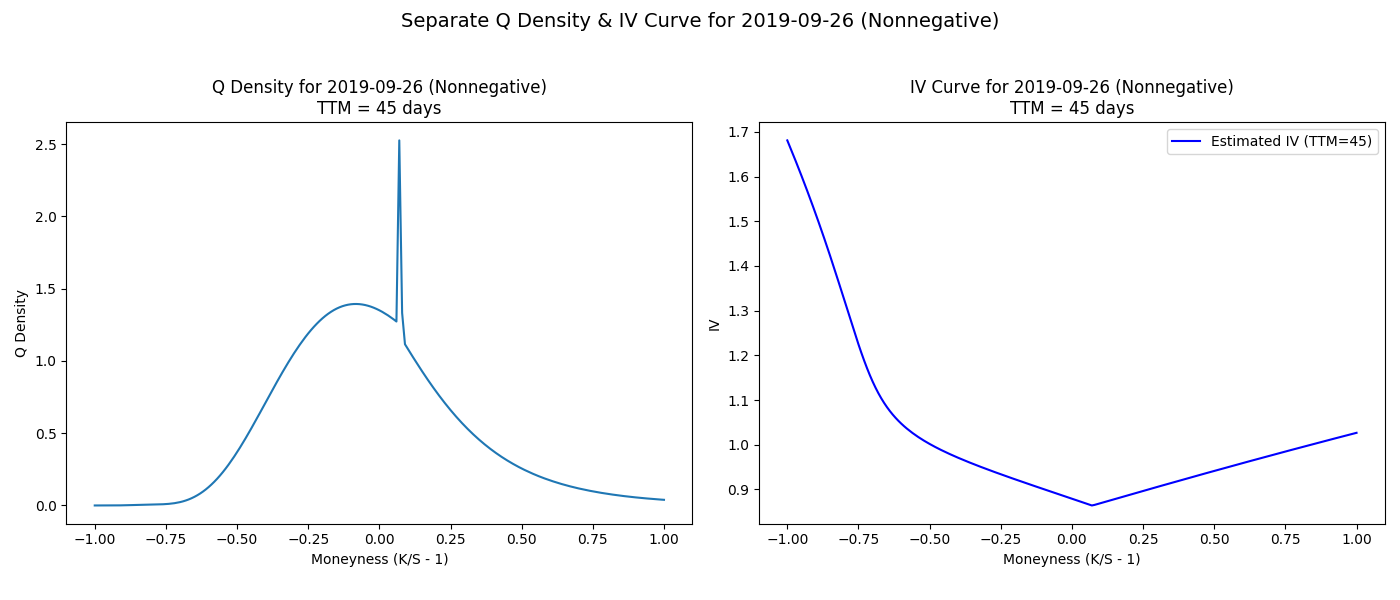 Separate Q Density & IV Curve for 2019-09-26 (Nonnegative)
Q Density for 2019-09-26 (Nonnegative)
TTM = 45 days
2.5
2.0
1.5
1.0
0.5
0.0
Q Density
−1.00 −0.75 −0.50 −0.25 0.00 0.25 0.50 0.75 1.00
Moneyness (K/S - 1)
IV Curve for 2019-09-26 (Nonnegative)
TTM = 45 days
Estimated IV (TTM=45)
1.7
1.6
1.5
1.4
1.3
1.2
1.1
1.0
0.9
IV
−1.00 −0.75 −0.50 −0.25 0.00 0.25 0.50 0.75 1.00
Moneyness (K/S - 1)